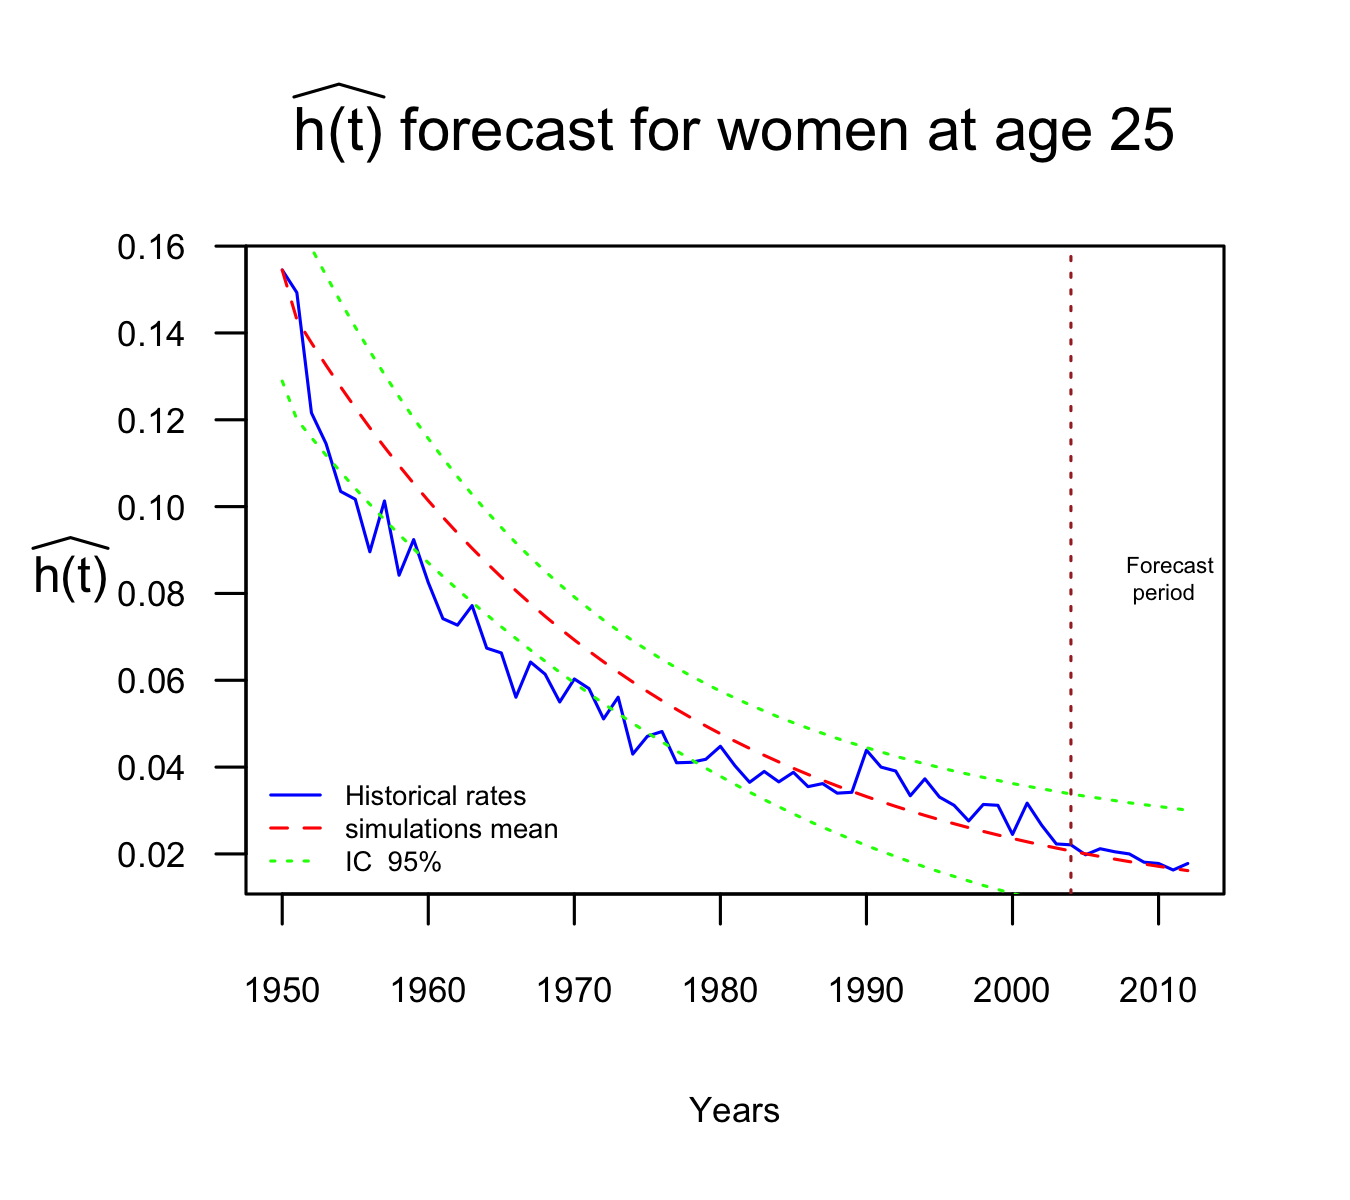 h(t) forecast for women at age 25
0.16
0.14
0.12
0.10
0.08
0.06
0.04
0.02
h(t)
Forecast
period
Historical rates
simulations mean
IC 95%
1950 1960 1970 1980 1990 2000 2010
Years